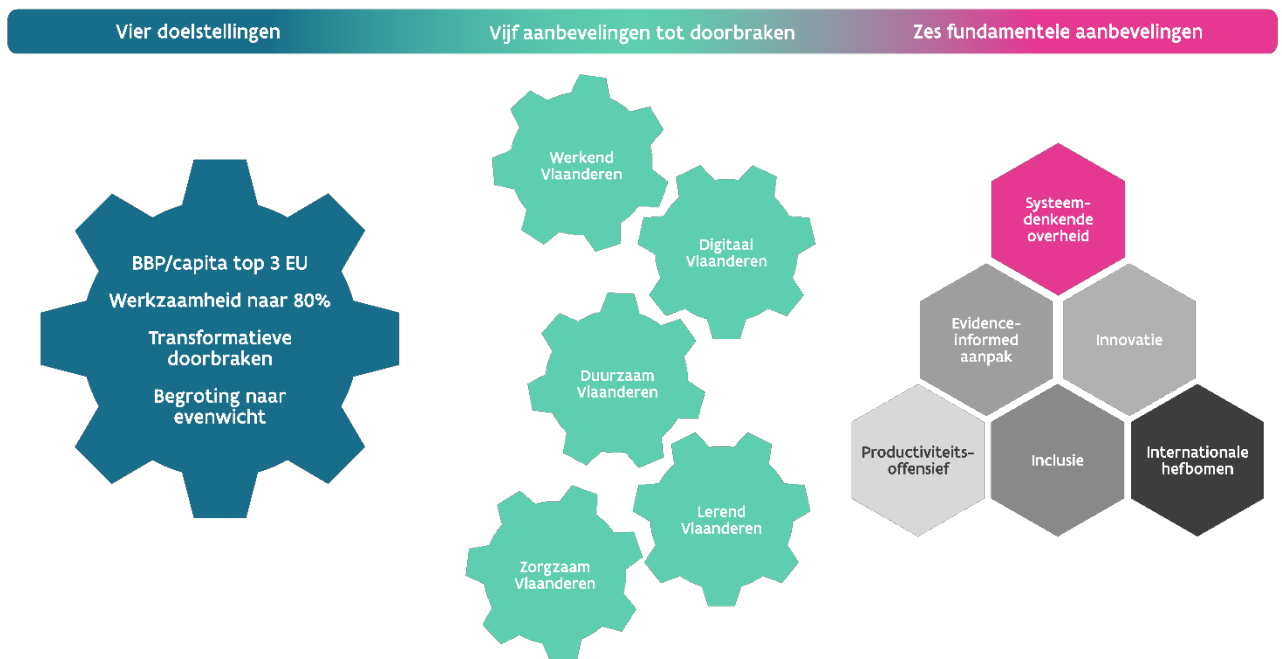 Vier doelstellingen
Vijf aanbevelingen tot doorbraken
Zes fundamentele aanbevelingen
BBP/capita top 3 EU
Werkzaamheid naar 80%
Transformatieve
doorbraken
Begroting naar
evenwicht
Werkend
Vlaanderen
Digitaal
Vlaanderen
Duurzaam
Vlaanderen
Lerend
Vlaanderen
Zorgzaam
Vlaanderen
Systeem-
denkende
overheid
Evidence-
informed
aanpak
Innovatie
Productiviteits-
offensief
Inclusie
Internationale
hefbomen